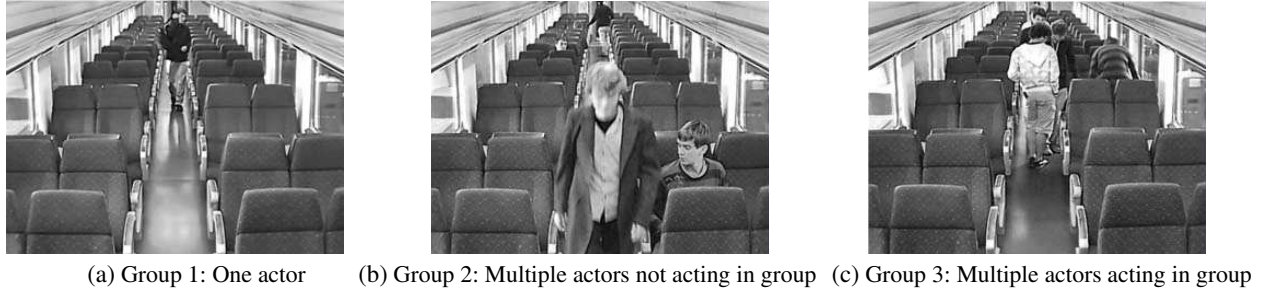 (a) Group 1: One actor
(b) Group 2: Multiple actors not acting in group
(c) Group 3: Multiple actors acting in group